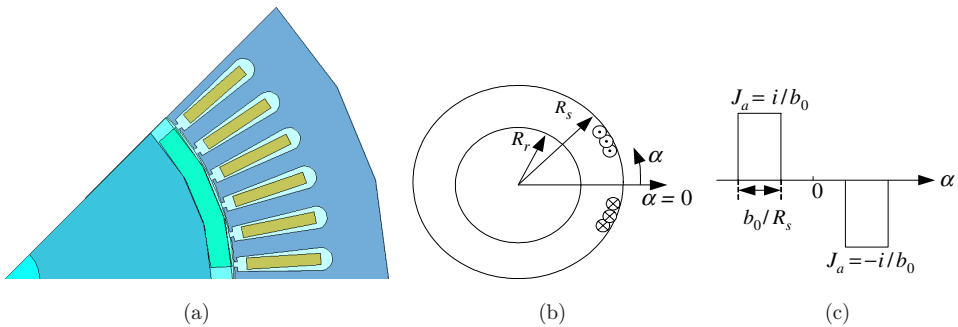 R_s
R_r
α
α = 0
J_a = i/b_0
0
α
b_0/R_s
J_a = −i/b_0
(a)
(b)
(c)